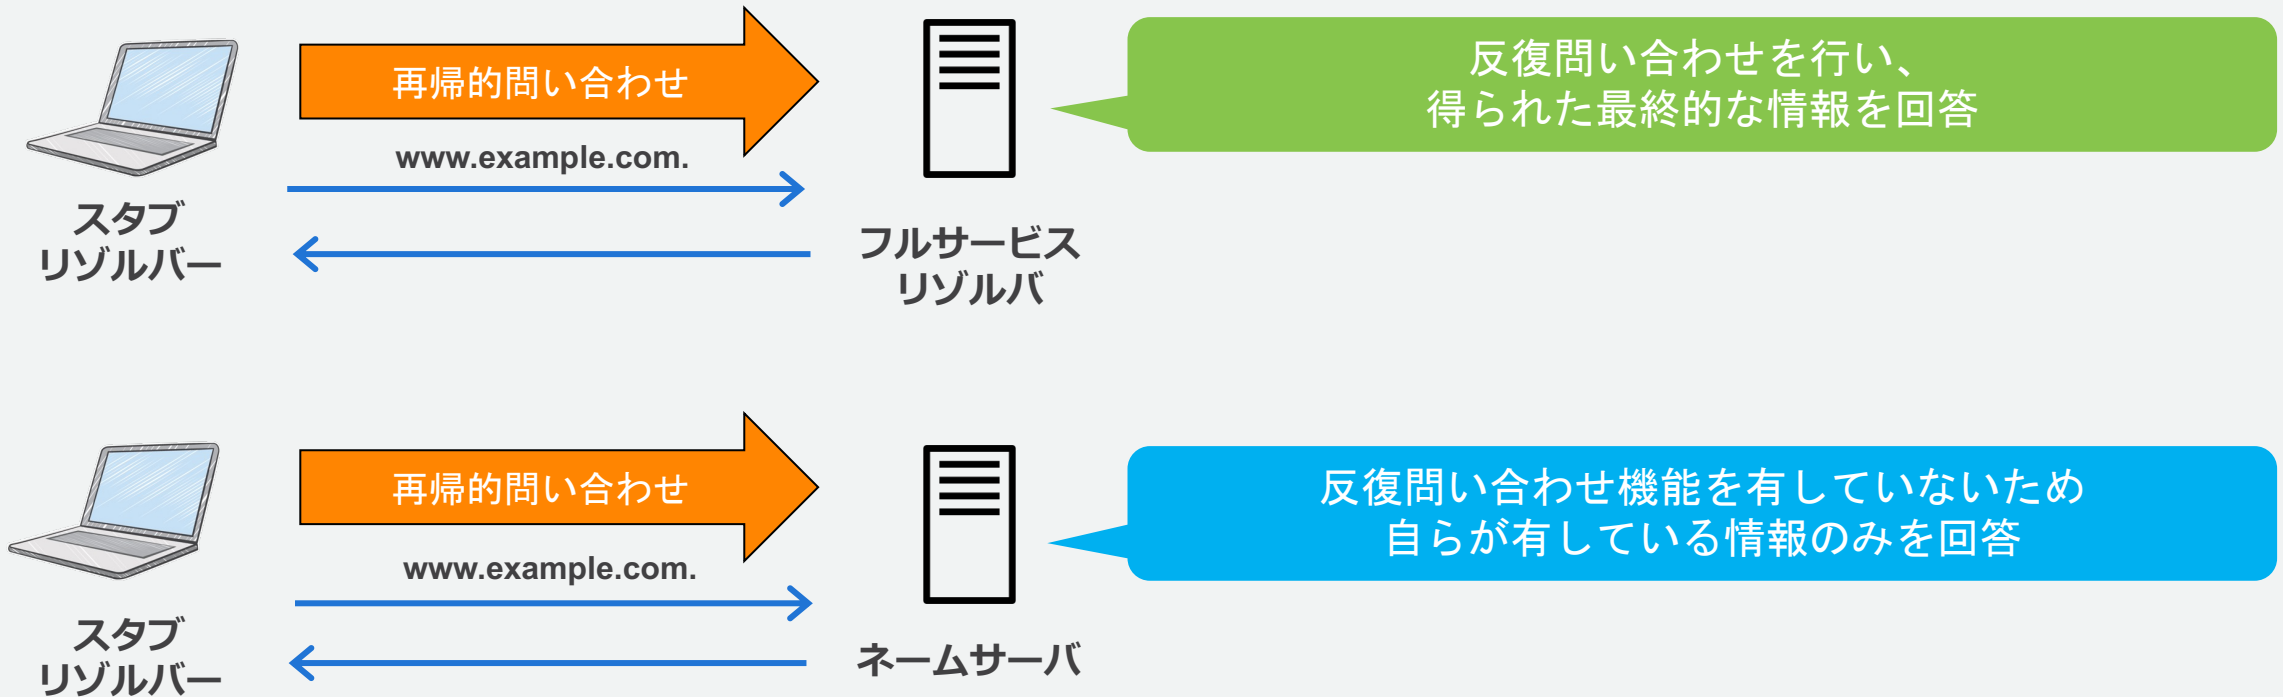 再帰的問い合わせ
www.example.com.
スタブ
リゾルバー
フルサービス
リゾルバ
反復問い合わせを行い、
得られた最終的な情報を回答
再帰的問い合わせ
www.example.com.
スタブ
リゾルバー
ネームサーバ
反復問い合わせ機能を有していないため
自らが有している情報のみを回答